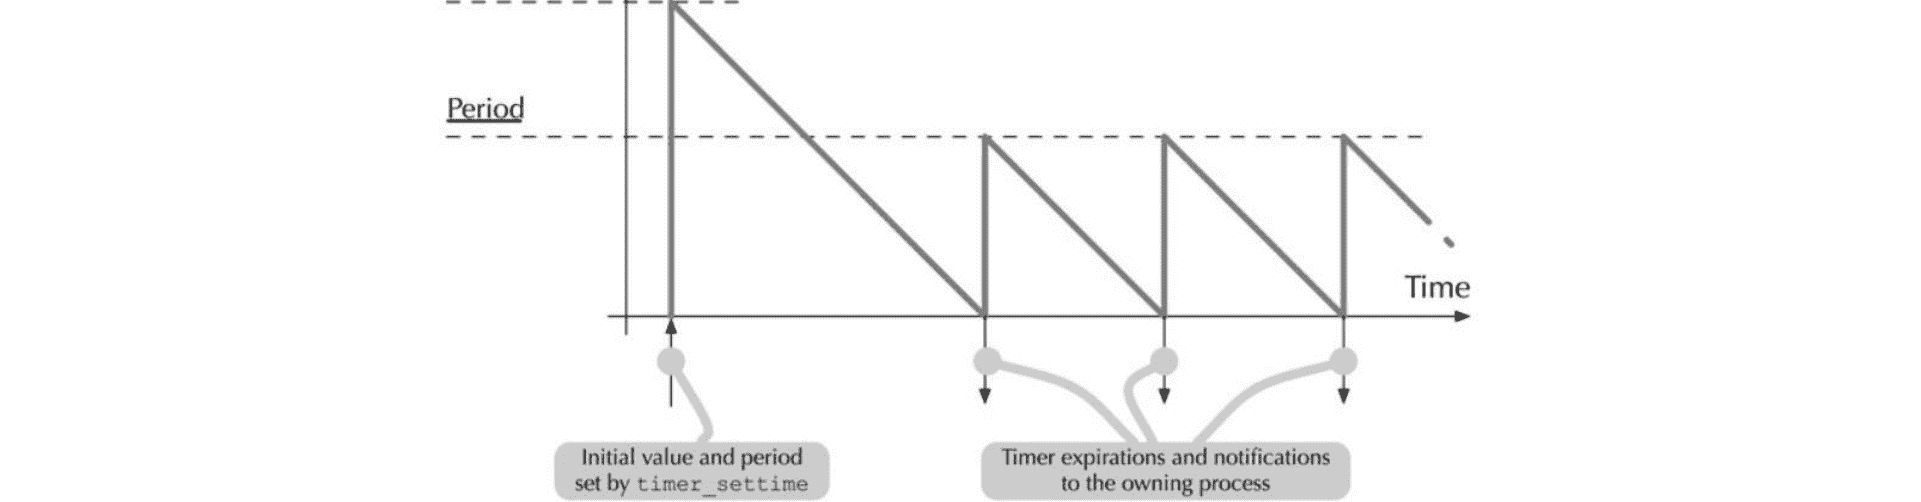 Period
Time
Initial value and period
set by timer_settime
Timer expirations and notifications
to the owning process